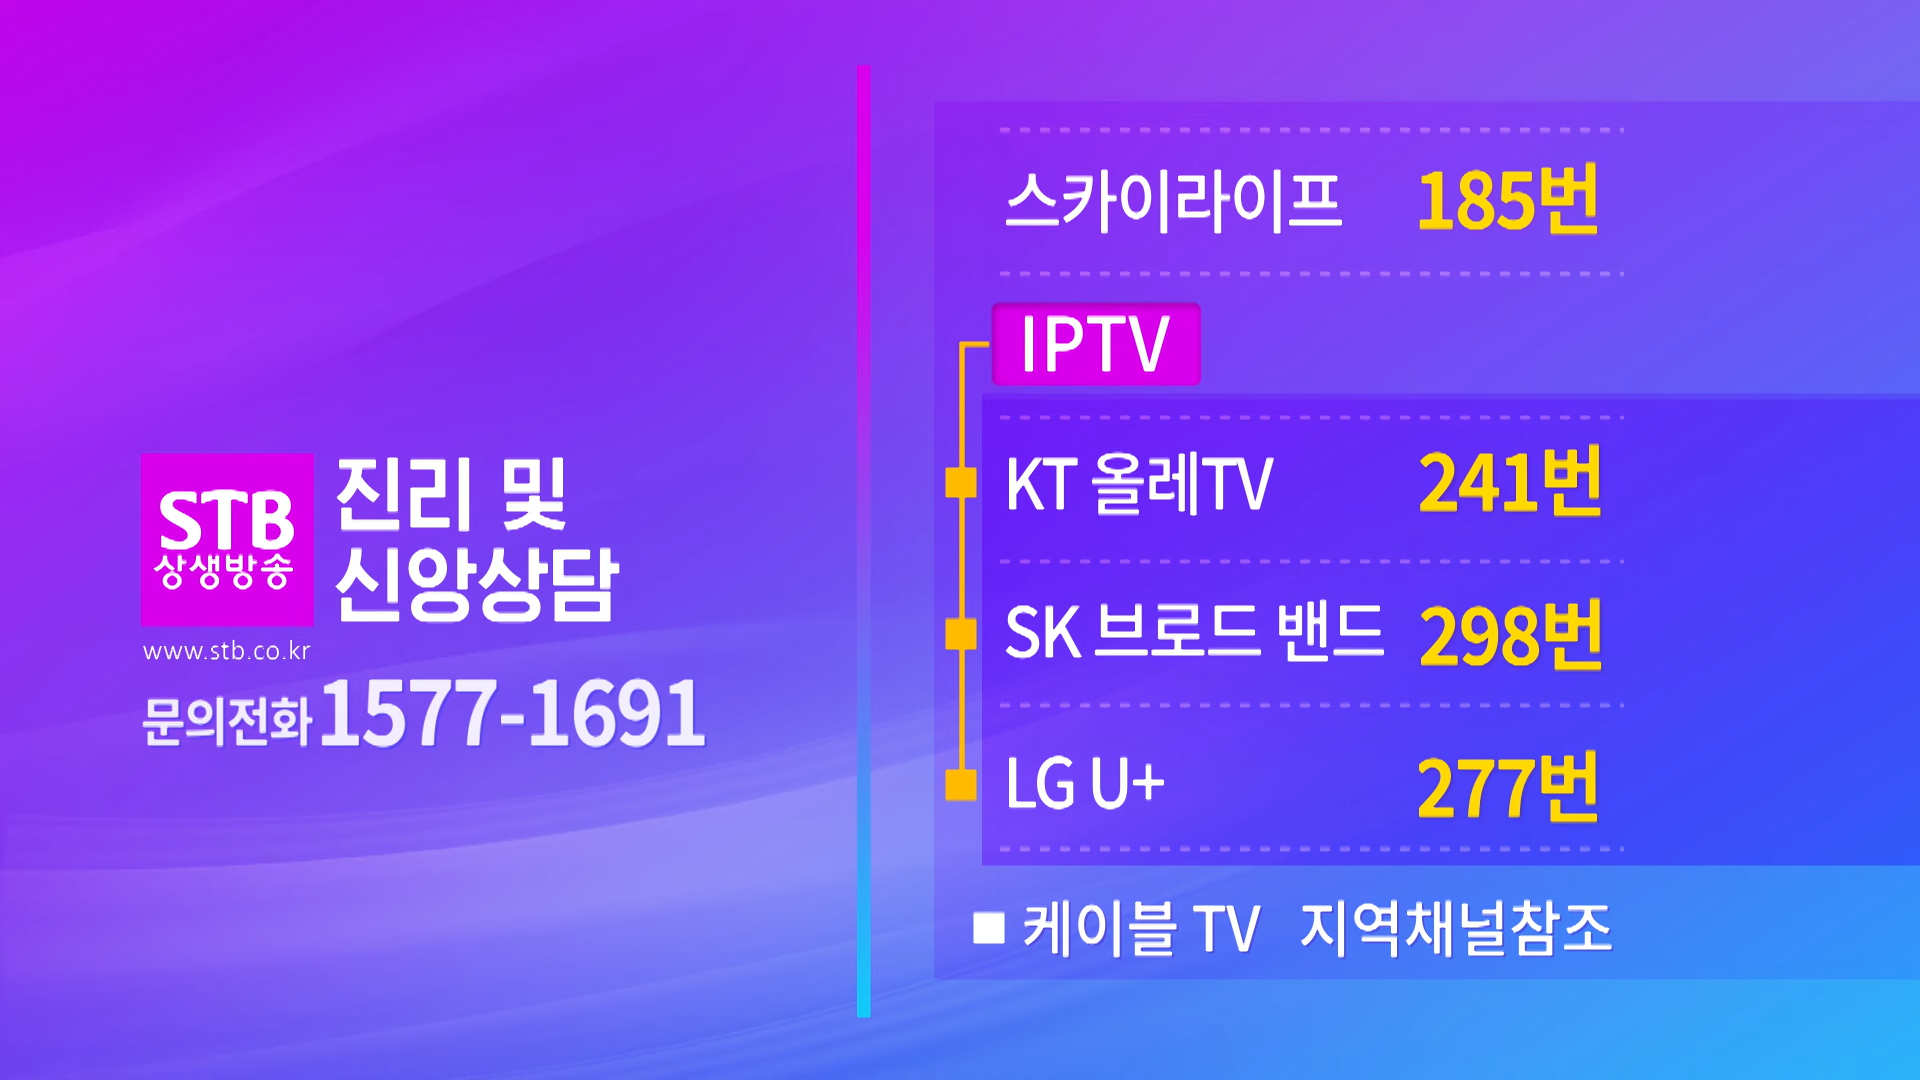 STB
상생방송
www.stb.co.kr
진리 및
신앙상담
문의전화 1577-1691
스카이라이프 185번
IPTV
KT 올레TV 241번
SK 브로드 밴드 298번
LG U+ 277번
케이블 TV 지역채널참조